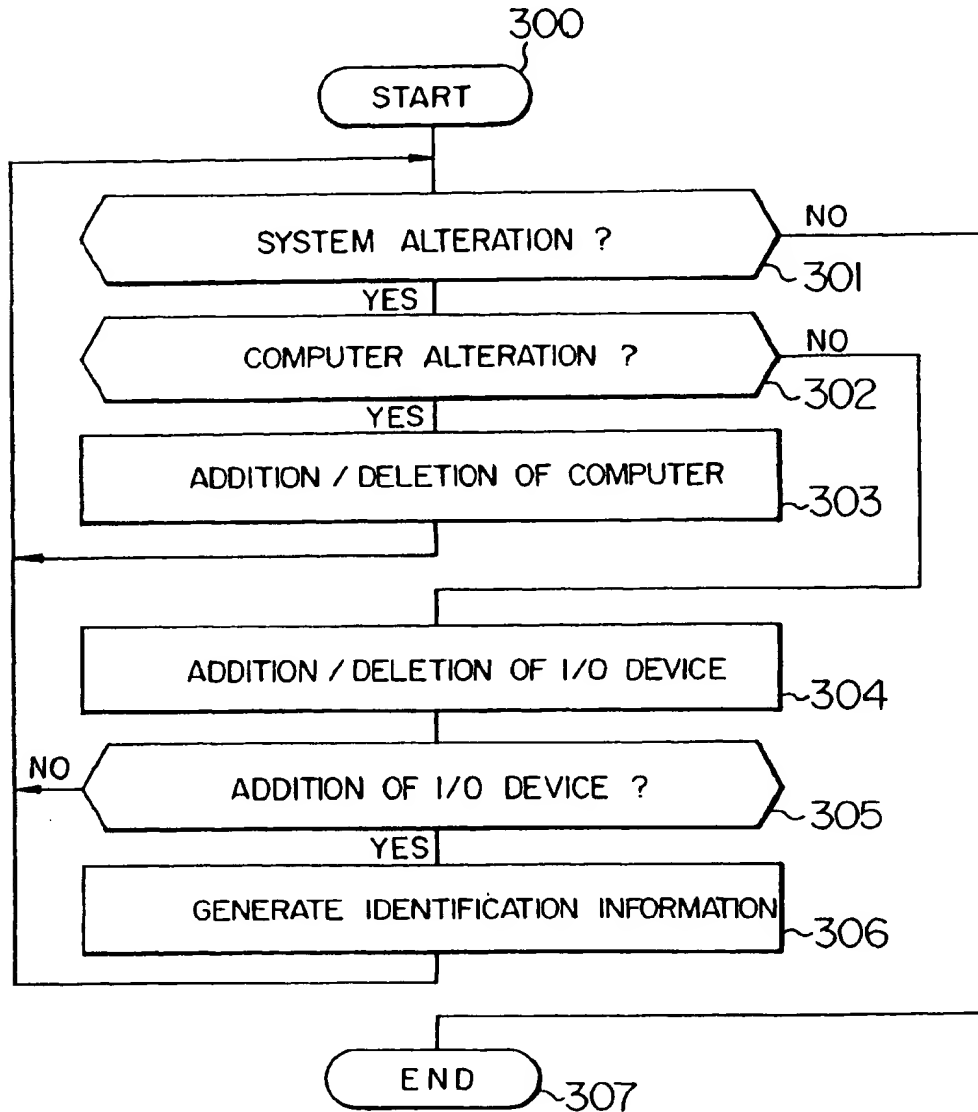 300
START
SYSTEM ALTERATION ?
NO
301
YES
COMPUTER ALTERATION ?
NO
302
YES
ADDITION / DELETION OF COMPUTER
303
ADDITION / DELETION OF I/O DEVICE
304
NO
ADDITION OF I/O DEVICE ?
305
YES
GENERATE IDENTIFICATION INFORMATION
306
END
307